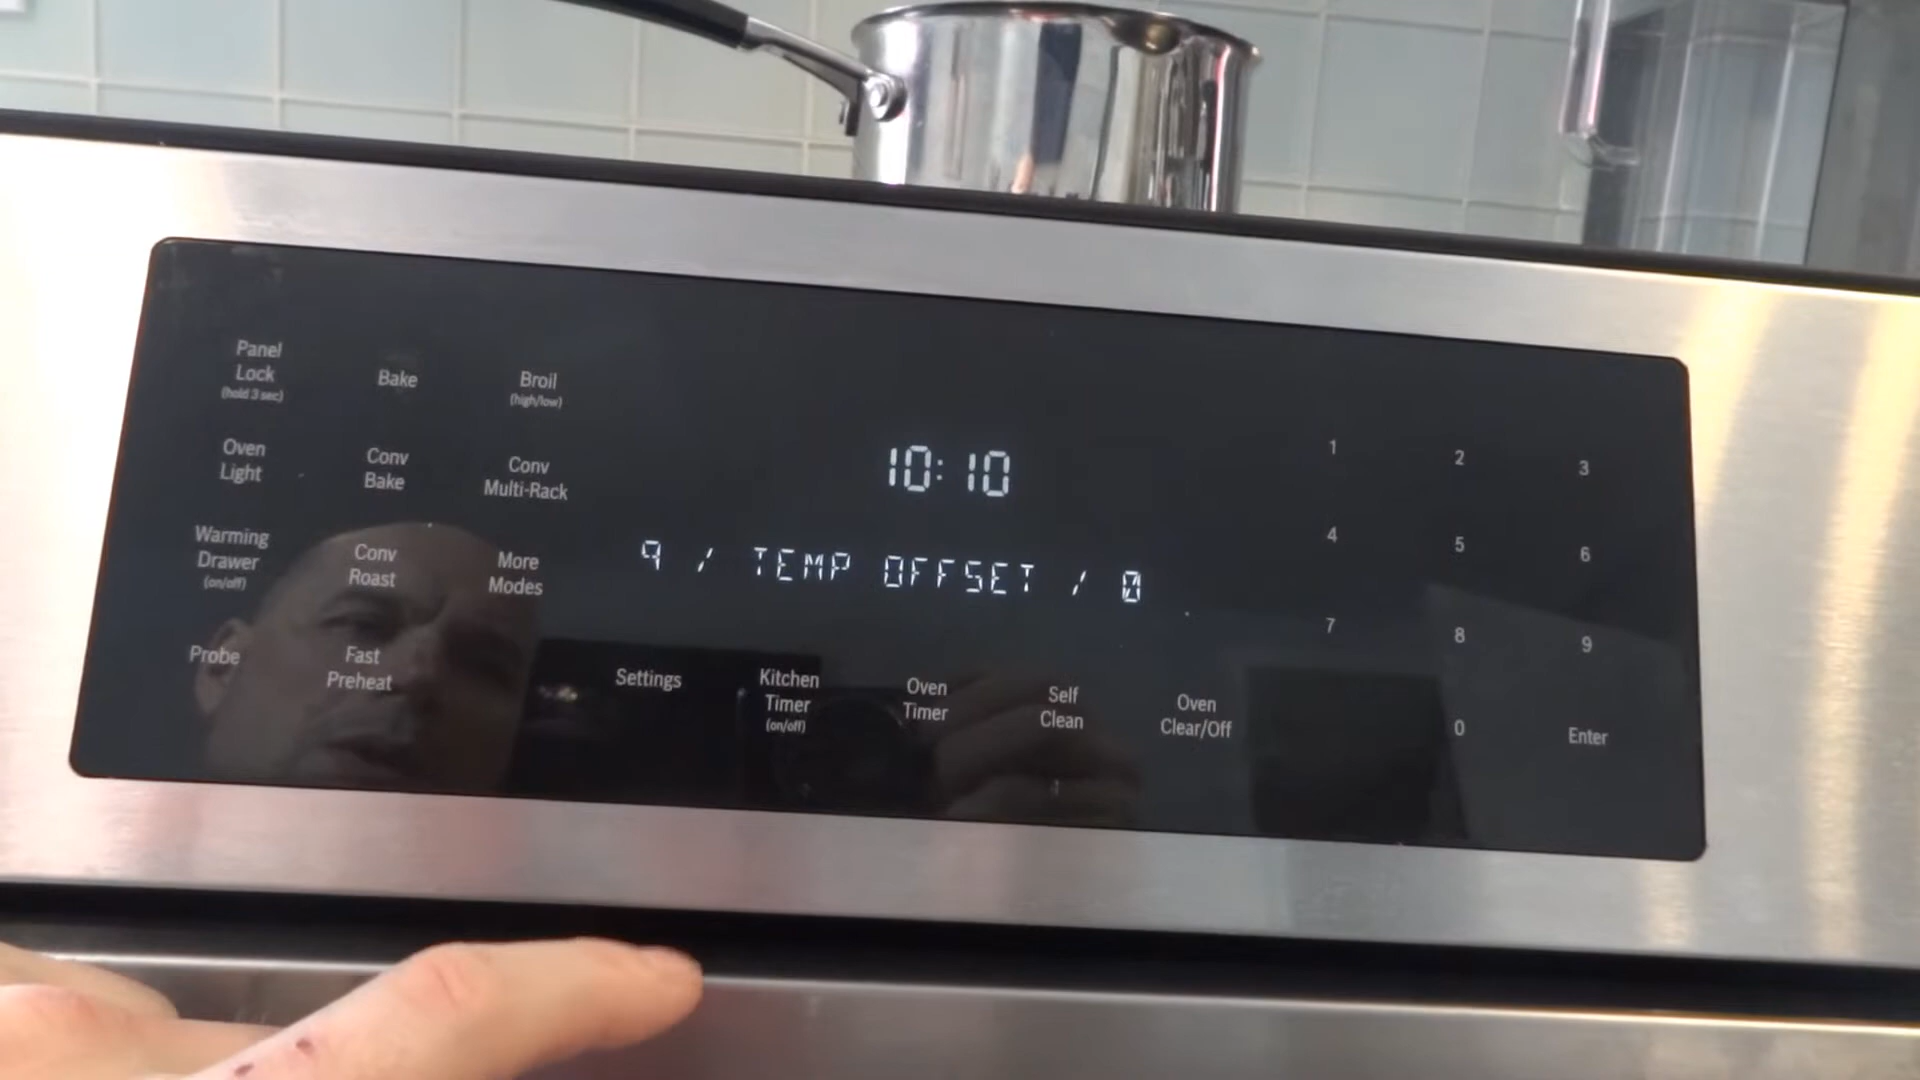 Panel
Lock
(hold 3 sec)
Bake
Broil
(high/low)
Oven
Light
Conv
Bake
Conv
Multi-Rack
Warming
Drawer
(on/off)
Conv
Roast
More
Modes
Probe
Fast
Preheat
10:10
9 / TEMP OFFSET / 0
Settings
Kitchen
Timer
(on/off)
Oven
Timer
Self
Clean
Oven
Clear/Off
1 2 3
4 5 6
7 8 9
0 Enter